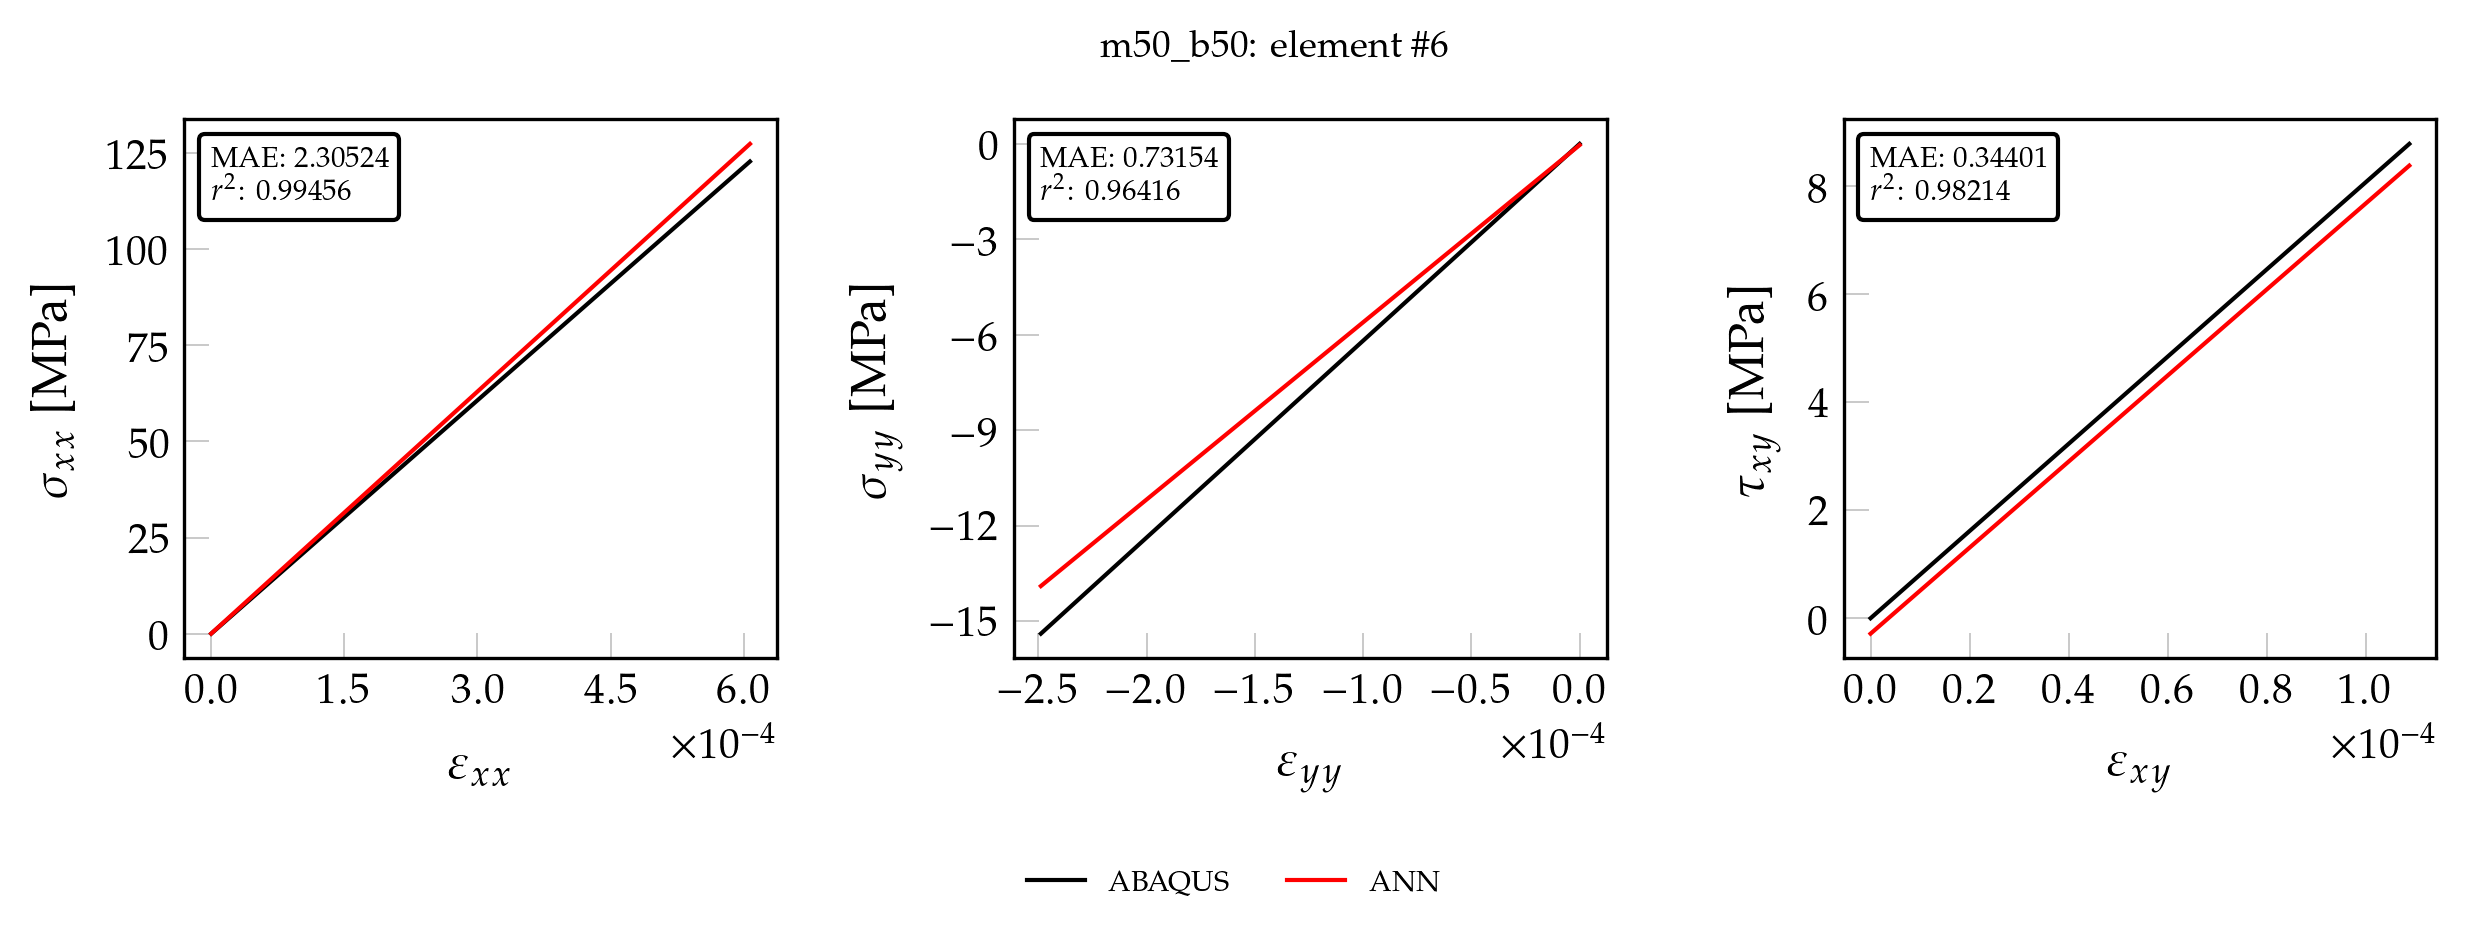 m50_b50: element #6
MAE: 2.30524
r²: 0.99456
125
100
75
50
25
0
σxx [MPa]
0.0 1.5 3.0 4.5 6.0
×10⁻⁴
εxx
MAE: 0.73154
r²: 0.96416
0
−3
−6
−9
−12
−15
σyy [MPa]
−2.5 −2.0 −1.5 −1.0 −0.5 0.0
×10⁻⁴
εyy
MAE: 0.34401
r²: 0.98214
8
6
4
2
0
τxy [MPa]
0.0 0.2 0.4 0.6 0.8 1.0
×10⁻⁴
εxy
ABAQUS ANN